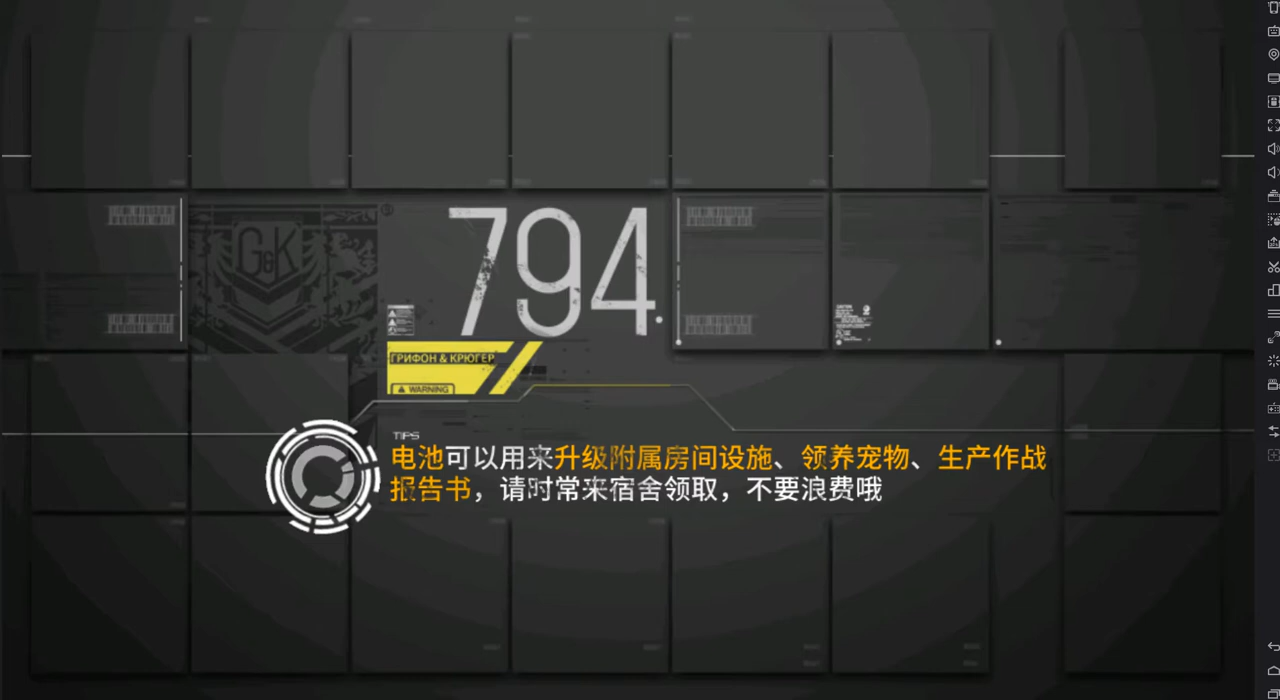 G&K
794.
ГРИФОН & КРЮГЕР
WARNING
TIPS
电池可以用来升级附属房间设施、领养宠物、生产作战
报告书，请时常来宿舍领取，不要浪费哦